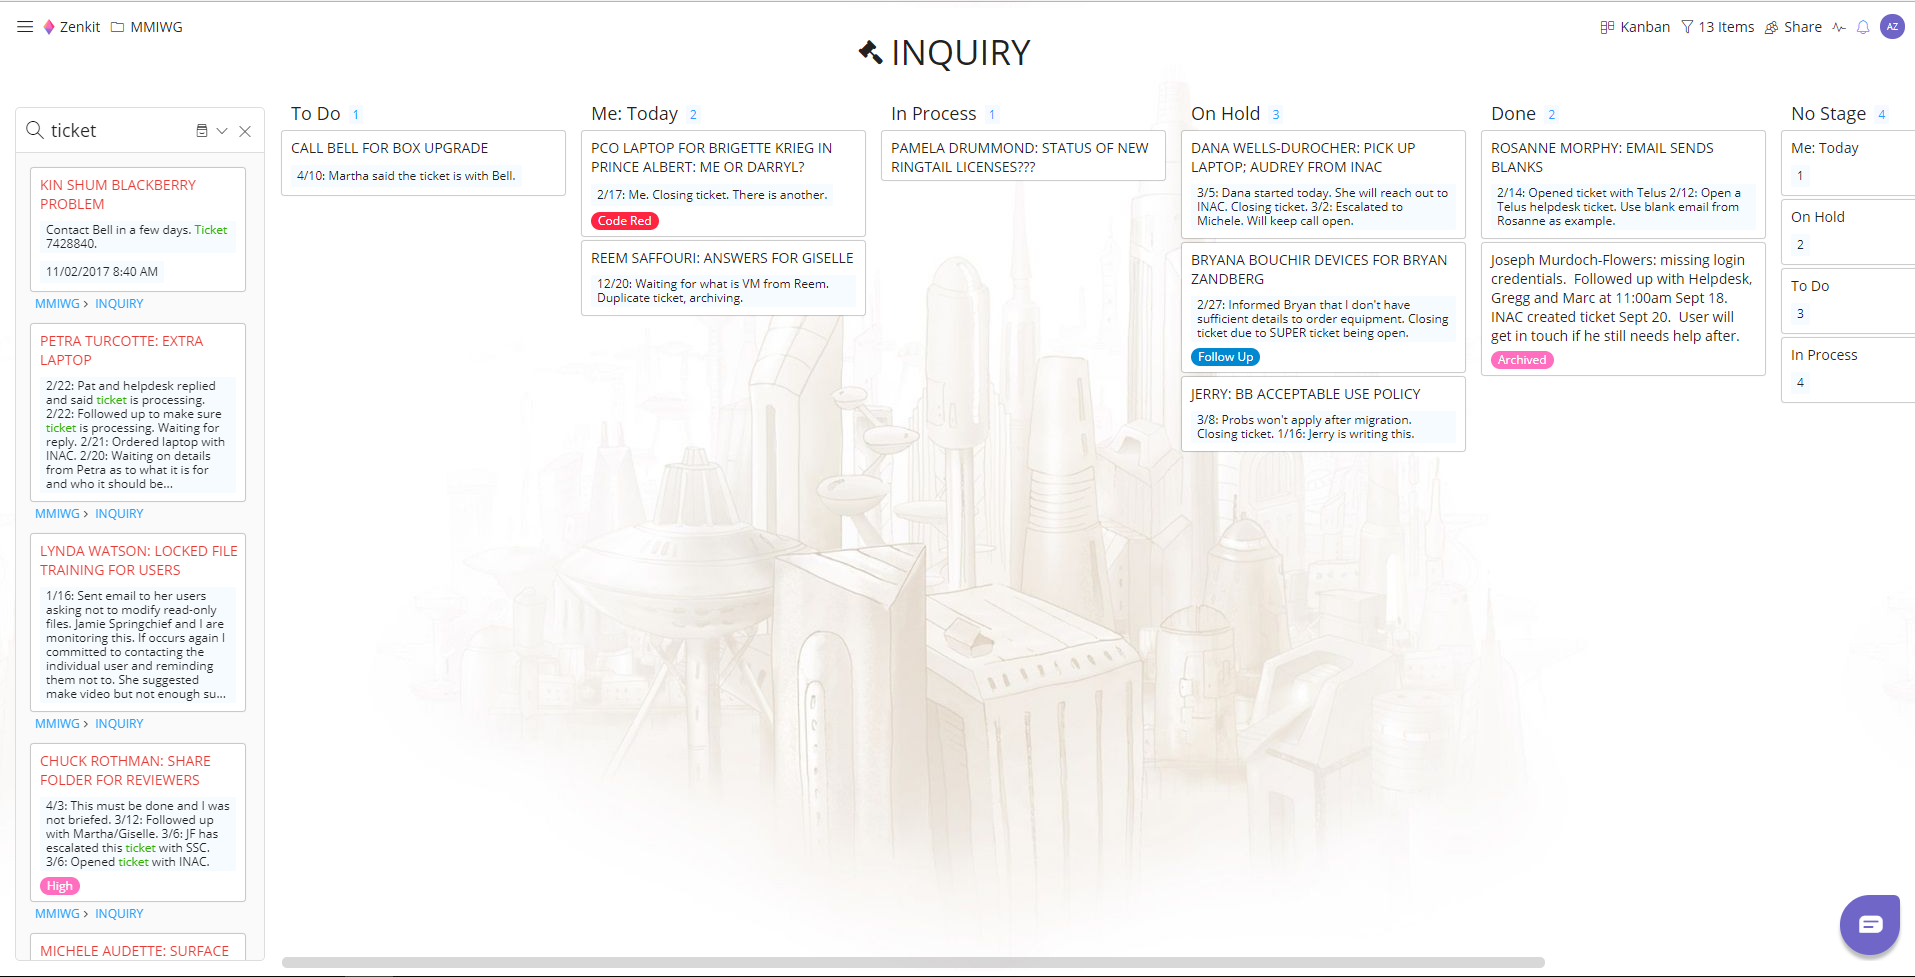 Zenkit MMIWG
Kanban 13 Items Share AZ
INQUIRY
ticket
KIN SHUM BLACKBERRY
PROBLEM
Contact Bell in a few days. Ticket
7428840.
11/02/2017 8:40 AM
MMIWG > INQUIRY
PETRA TURCOTTE: EXTRA
LAPTOP
2/22: Pat and helpdesk replied
and said ticket is processing.
2/22: Followed up to make sure
ticket is processing. Waiting for
reply. 2/21: Ordered laptop with
INAC. 2/20: Waiting on details
from Petra as to what it is for
and who it should be...
MMIWG > INQUIRY
LYNDA WATSON: LOCKED FILE
TRAINING FOR USERS
1/16: Sent email to her users
asking not to modify read-only
files. Jamie Springchief and I are
monitoring this. If occurs again I
committed to contacting the
individual user and reminding
them not to. She suggested
make video but not enough su...
MMIWG > INQUIRY
CHUCK ROTHMAN: SHARE
FOLDER FOR REVIEWERS
4/3: This must be done and I was
not briefed. 3/12: Followed up
with Martha/Giselle. 3/6: JF has
escalated this ticket with SSC.
3/6: Opened ticket with INAC.
High
MMIWG > INQUIRY
MICHELE AUDETTE: SURFACE
To Do 1
CALL BELL FOR BOX UPGRADE
4/10: Martha said the ticket is with Bell.
Me: Today 2
PCO LAPTOP FOR BRIGETTE KRIEG IN
PRINCE ALBERT: ME OR DARRYL?
2/17: Me. Closing ticket. There is another.
Code Red
REEM SAFFOURI: ANSWERS FOR GISELLE
12/20: Waiting for what is VM from Reem.
Duplicate ticket, archiving.
In Process 1
PAMELA DRUMMOND: STATUS OF NEW
RINGTAIL LICENSES???
On Hold 3
DANA WELLS-DUROCHER: PICK UP
LAPTOP; AUDREY FROM INAC
3/5: Dana started today. She will reach out to
INAC. Closing ticket. 3/2: Escalated to
Michele. Will keep call open.
BRYANA BOUCHIR DEVICES FOR BRYAN
ZANDBERG
2/27: Informed Bryan that I don't have
sufficient details to order equipment. Closing
ticket due to SUPER ticket being open.
Follow Up
JERRY: BB ACCEPTABLE USE POLICY
3/8: Probs won't apply after migration.
Closing ticket. 1/16: Jerry is writing this.
Done 2
ROSANNE MORPHY: EMAIL SENDS
BLANKS
2/14: Opened ticket with Telus 2/12: Open a
Telus helpdesk ticket. Use blank email from
Rosanne as example.
Joseph Murdoch-Flowers: missing login
credentials. Followed up with Helpdesk,
Gregg and Marc at 11:00am Sept 18.
INAC created ticket Sept 20. User will
get in touch if he still needs help after.
Archived
No Stage 4
Me: Today
1
On Hold
2
To Do
3
In Process
4